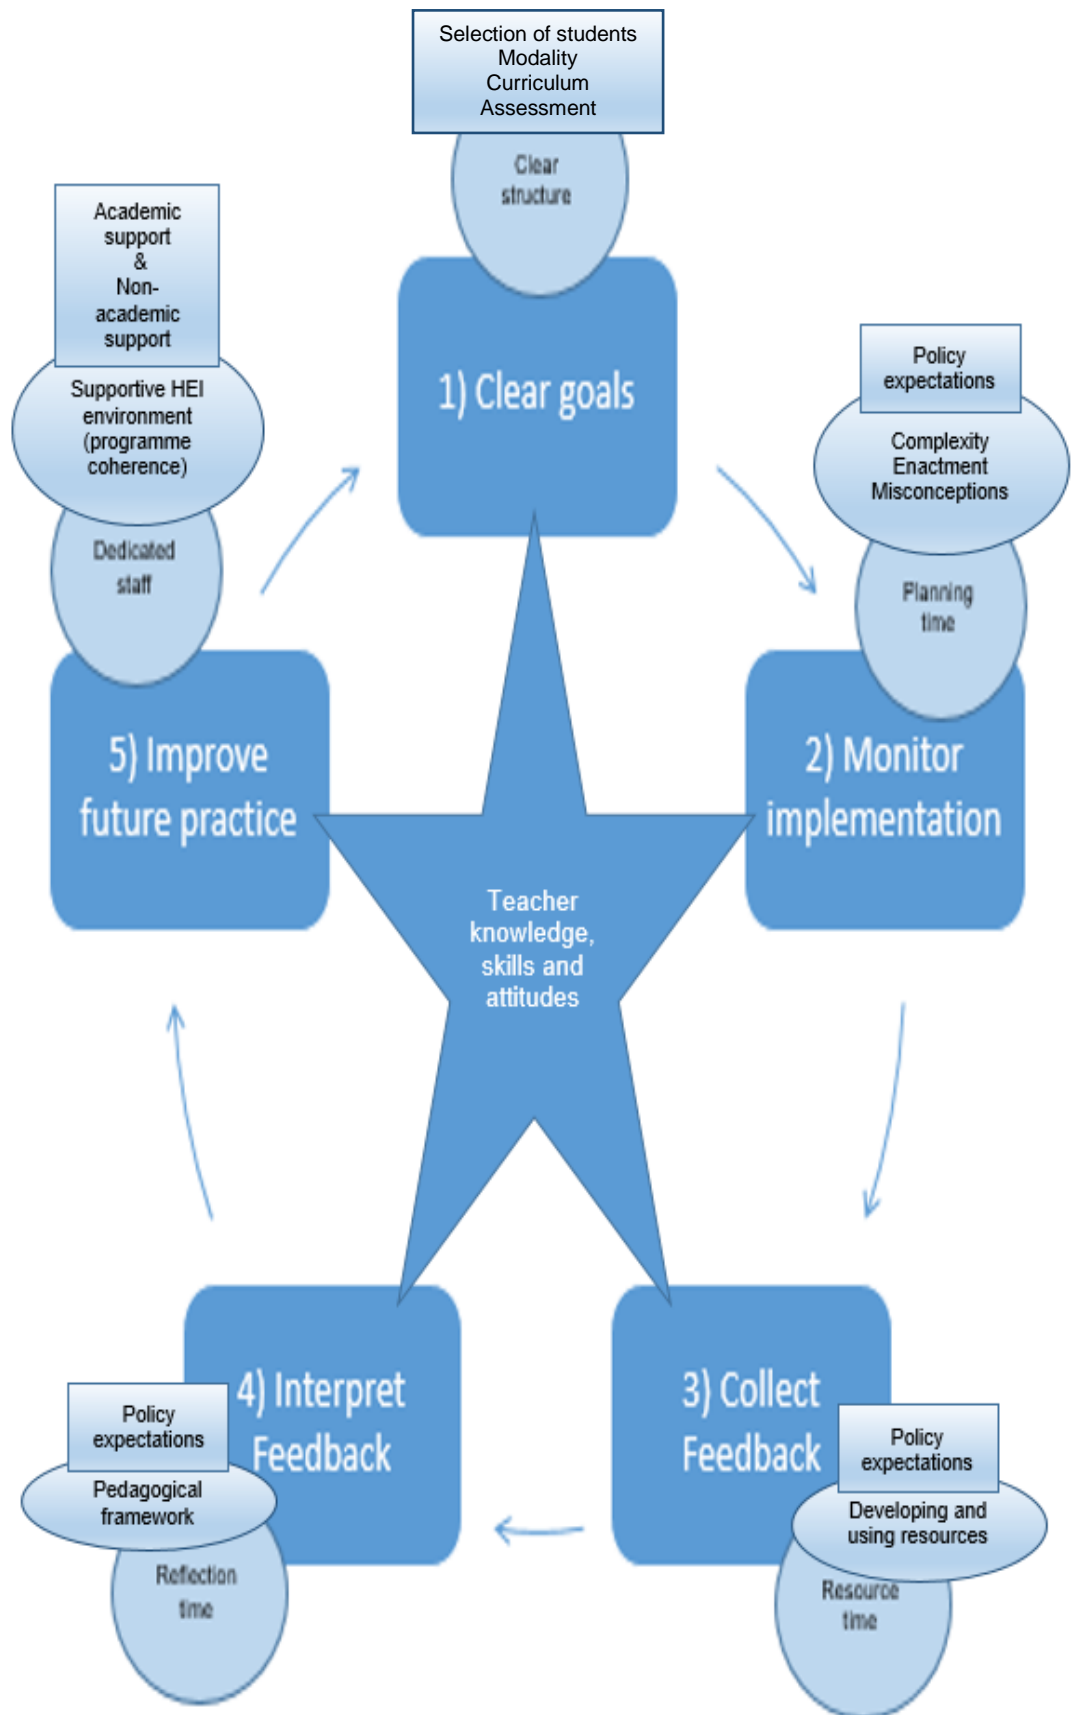 Selection of students
Modality
Curriculum
Assessment
Clear
structure
1) Clear goals
Academic
support
&
Non-
academic
support
Supportive HEI
environment
(programme
coherence)
Dedicated
staff
5) Improve
future practice
Policy
expectations
Complexity
Enactment
Misconceptions
Planning
time
2) Monitor
implementation
Teacher
knowledge,
skills and
attitudes
4) Interpret
Feedback
Policy
expectations
Pedagogical
framework
Reflection
time
3) Collect
Feedback
Policy
expectations
Developing and
using resources
Resource
time